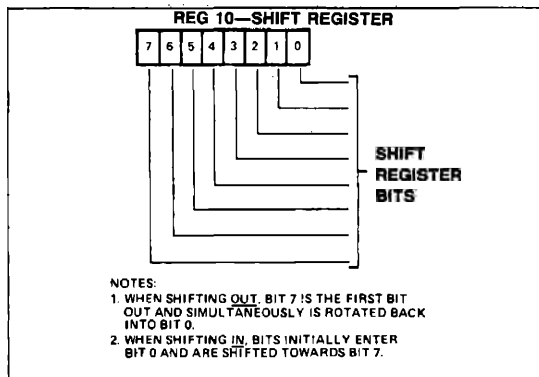 REG 10—SHIFT REGISTER
7 6 5 4 3 2 1 0
SHIFT
REGISTER
BITS
NOTES:
1. WHEN SHIFTING OUT, BIT 7 IS THE FIRST BIT
OUT AND SIMULTANEOUSLY IS ROTATED BACK
INTO BIT 0.
2. WHEN SHIFTING IN, BITS INITIALLY ENTER
BIT 0 AND ARE SHIFTED TOWARDS BIT 7.